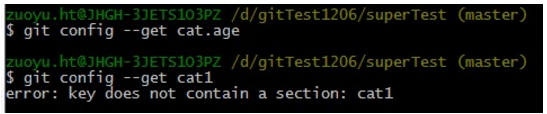 zuoyu.ht@JHGH-3JETS1O3PZ /d/gitTest1206/superTest (master)
$ git config --get cat.age
zuoyu.ht@JHGH-3JETS1O3PZ /d/gitTest1206/superTest (master)
$ git config --get cat1
error: key does not contain a section: cat1